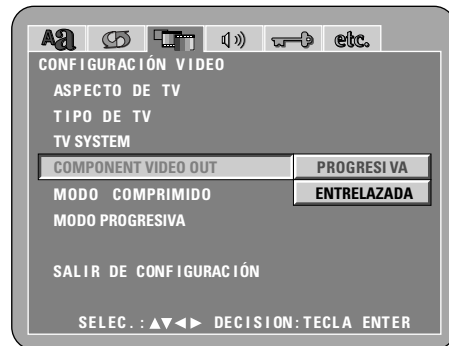 Aa etc.
CONFIGURACIÓN VIDEO
ASPECTO DE TV
TIPO DE TV
TV SYSTEM
COMPONENT VIDEO OUT PROGRESIVA
MODO COMPRIMIDO ENTRELAZADA
MODO PROGRESIVA
SALIR DE CONFIGURACIÓN
SELEC.:▲▼◄► DECISION:TECLA ENTER